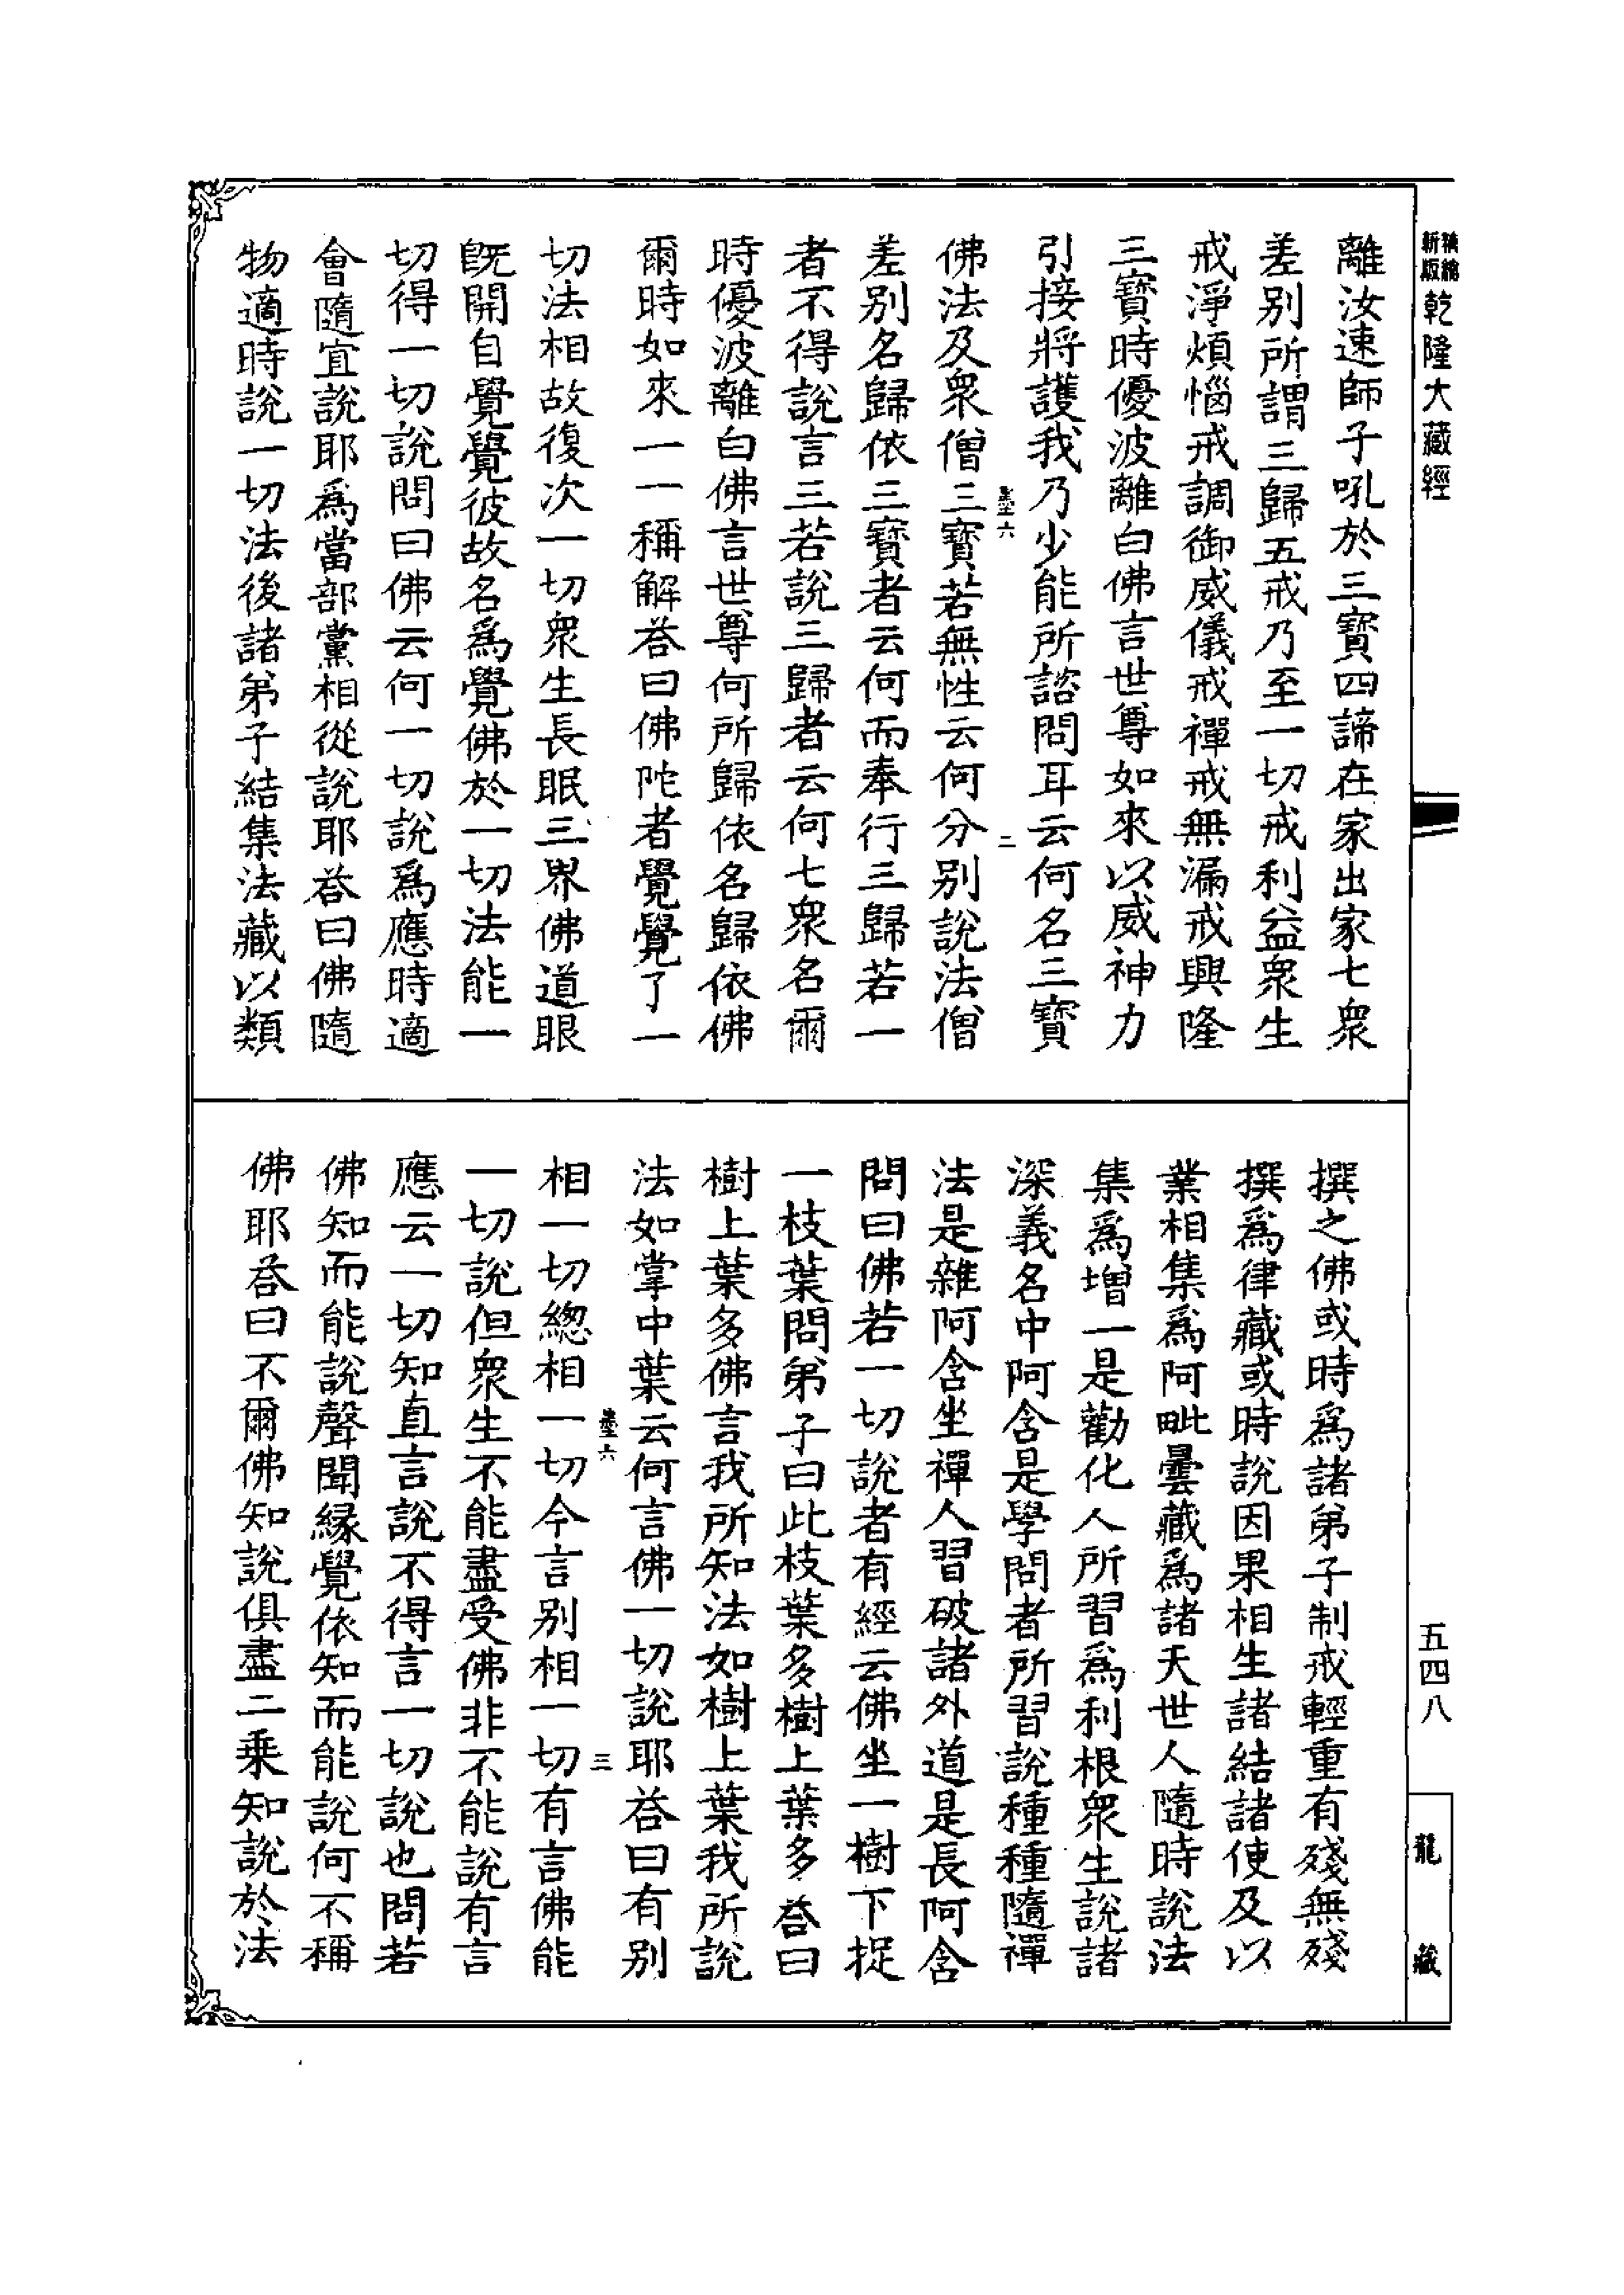 新版
精繪
乾隆大藏經
離汝速師子吼於三寶四諦在家出家七衆
差别所謂三歸五戒乃至一切戒利益衆生
戒淨煩惱戒調御威儀戒禪戒無漏戒興隆
三寶時優波離白佛言世尊如來以威神力
引接將護我乃少能所諮問耳云何名三寶
墨六
二
佛法及衆僧三寶若無性云何分别說法僧
差别名歸依三寶者云何而奉行三歸若一
者不得說言三若說三歸者云何七衆名爾
時優波離白佛言世尊何所歸依名歸依佛
爾時如來一一稱解荅曰佛陀者覺覺了一
切法相故復次一切衆生長眠三界佛道眼
旣開自覺覺彼故名爲覺佛於一切法能一
切得一切說問曰佛云何一切說爲應時適
會隨宜說耶爲當部黨相從說耶荅曰佛隨
物適時說一切法後諸弟子結集法藏以類
撰之佛或時爲諸弟子制戒輕重有殘無殘
撰爲律藏或時說因果相生諸結諸使及以
業相集爲阿毗曇藏爲諸天世人隨時說法
集爲增一是勸化人所習爲利根衆生說諸
深義名中阿含是學問者所習說種種隨禪
法是雜阿含坐禪人習破諸外道是長阿含
問曰佛若一切說者有經云佛坐一樹下捉
一枝葉問弟子曰此枝葉多樹上葉多荅曰
樹上葉多佛言我所知法如樹上葉我所說
法如掌中葉云何言佛一切說耶荅曰有别
墨六
三
相一切總相一切今言别相一切有言佛能
一切說但衆生不能盡受佛非不能說有言
應云一切知直言說不得言一切說也問若
佛知而能說聲聞緣覺依知而能說何不稱
佛耶荅曰不爾佛知說俱盡二乗知說於法
五四八
龍藏